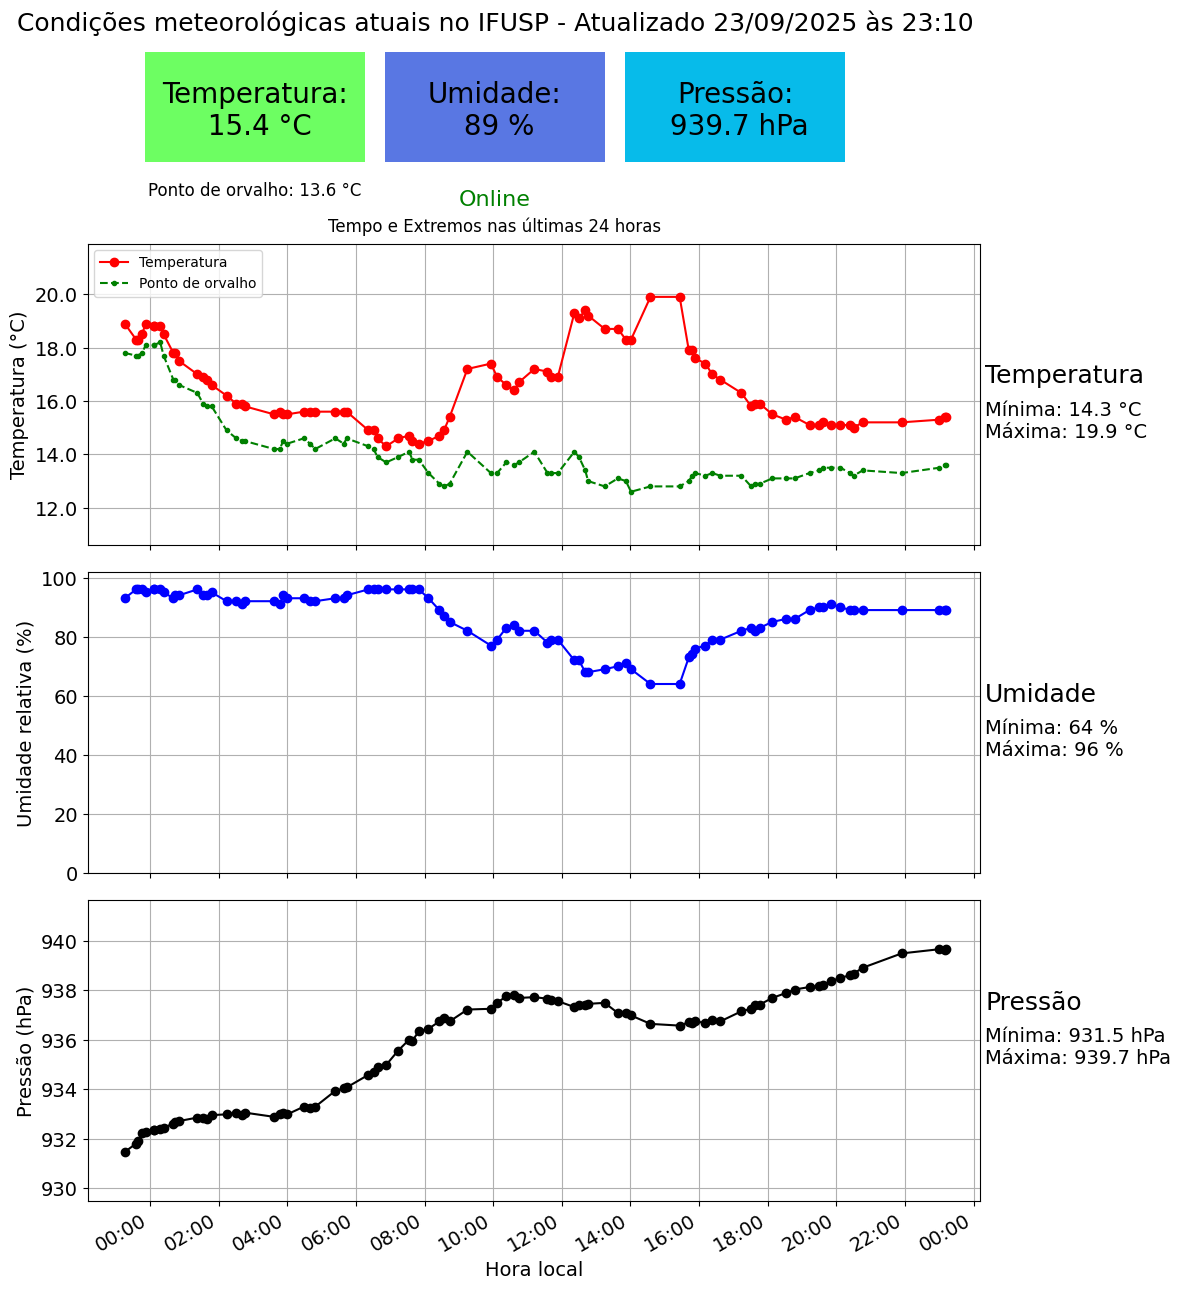 Condições meteorológicas atuais no IFUSP - Atualizado 23/09/2025 às 23:10
Temperatura:
15.4 °C
Umidade:
89 %
Pressão:
939.7 hPa
Ponto de orvalho: 13.6 °C
Online
Tempo e Extremos nas últimas 24 horas
Temperatura
Ponto de orvalho
Temperatura (°C)
20.0
18.0
16.0
14.0
12.0
Temperatura
Mínima: 14.3 °C
Máxima: 19.9 °C
Umidade relativa (%)
100
80
60
40
20
0
Umidade
Mínima: 64 %
Máxima: 96 %
Pressão (hPa)
940
938
936
934
932
930
Pressão
Mínima: 931.5 hPa
Máxima: 939.7 hPa
00:00
02:00
04:00
06:00
08:00
10:00
12:00
14:00
16:00
18:00
20:00
22:00
00:00
Hora local